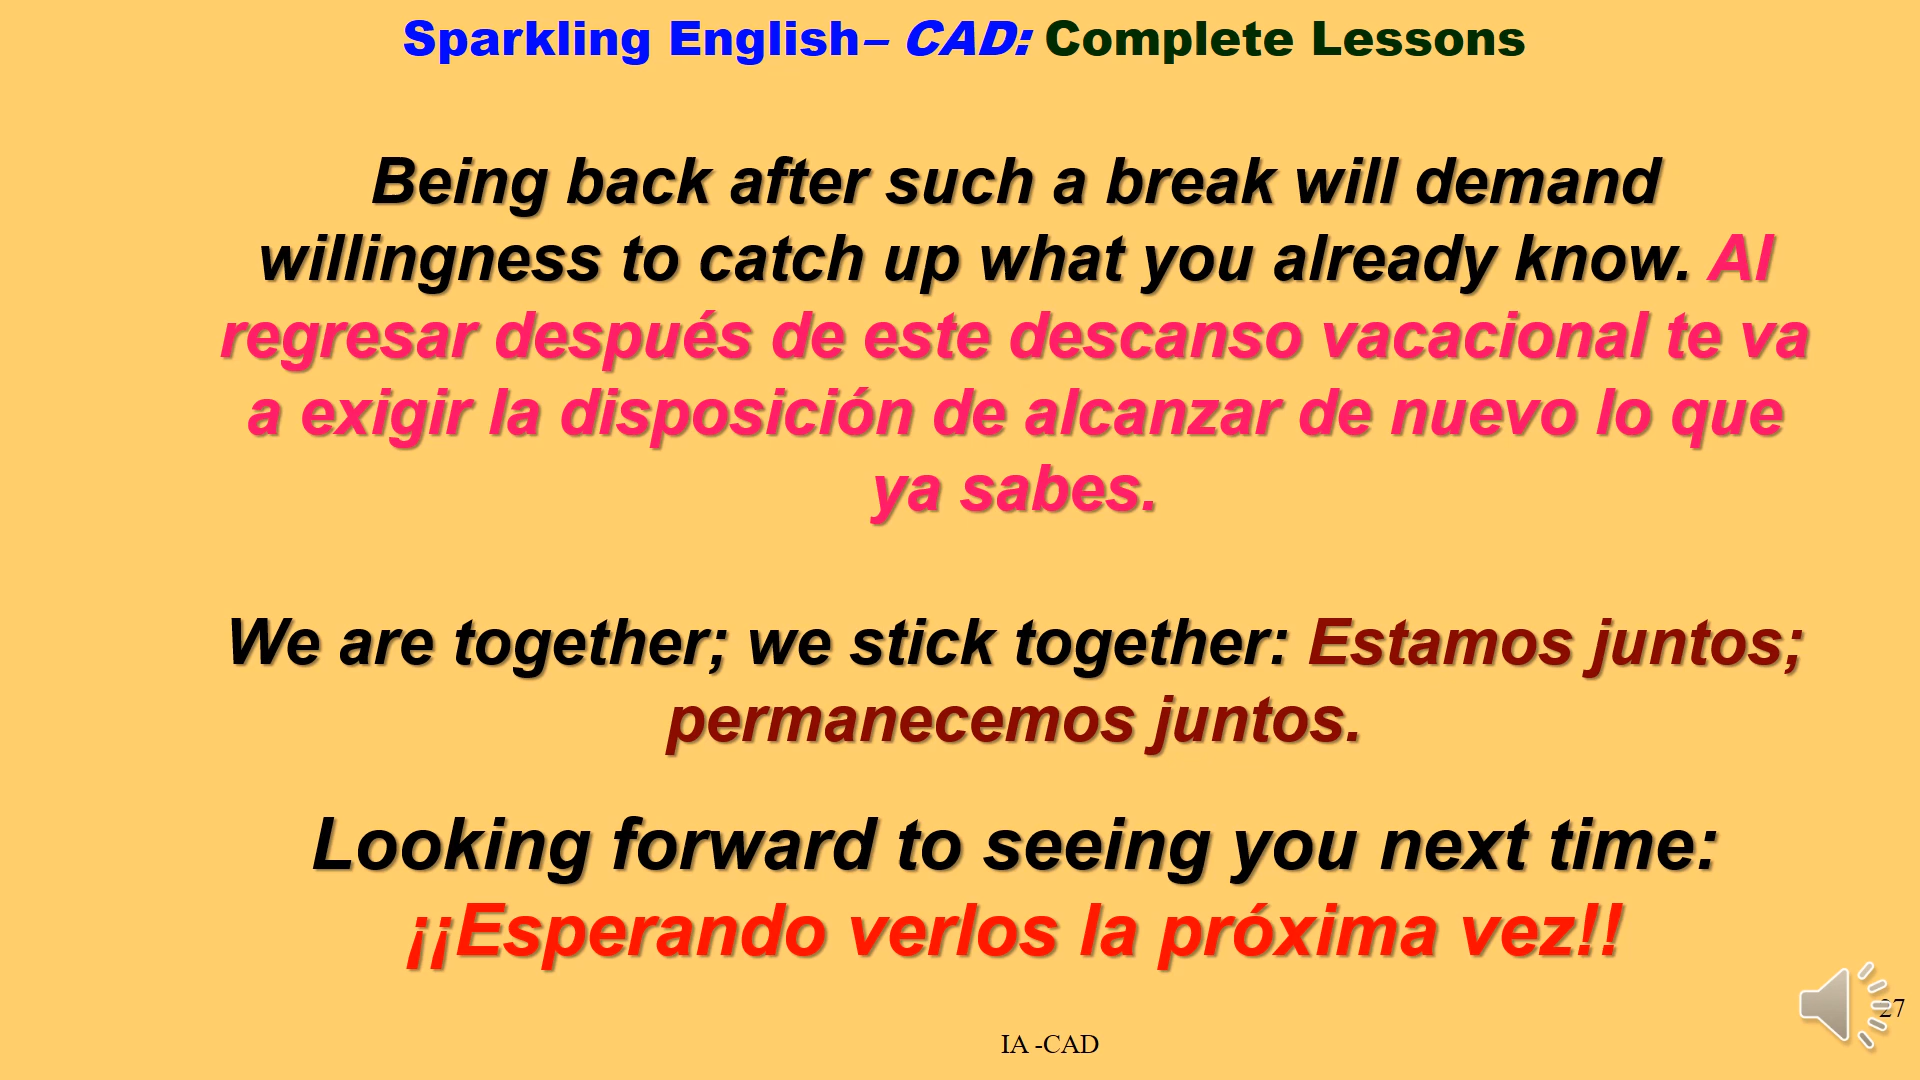 Sparkling English– CAD: Complete Lessons
Being back after such a break will demand
willingness to catch up what you already know. Al
regresar después de este descanso vacacional te va
a exigir la disposición de alcanzar de nuevo lo que
ya sabes.
We are together; we stick together: Estamos juntos;
permanecemos juntos.
Looking forward to seeing you next time:
¡¡Esperando verlos la próxima vez!!
27
IA -CAD